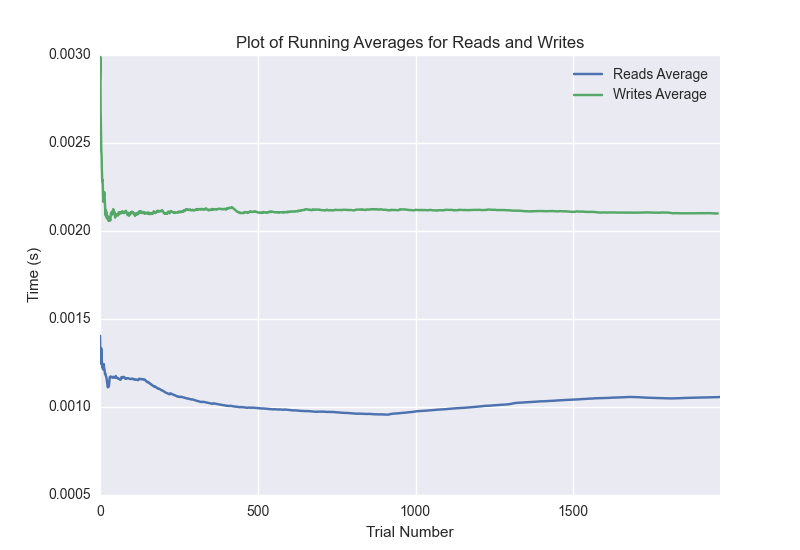 Plot of Running Averages for Reads and Writes
0.0030
0.0025
0.0020
0.0015
0.0010
0.0005
Time (s)
Reads Average
Writes Average
0
500
1000
1500
Trial Number